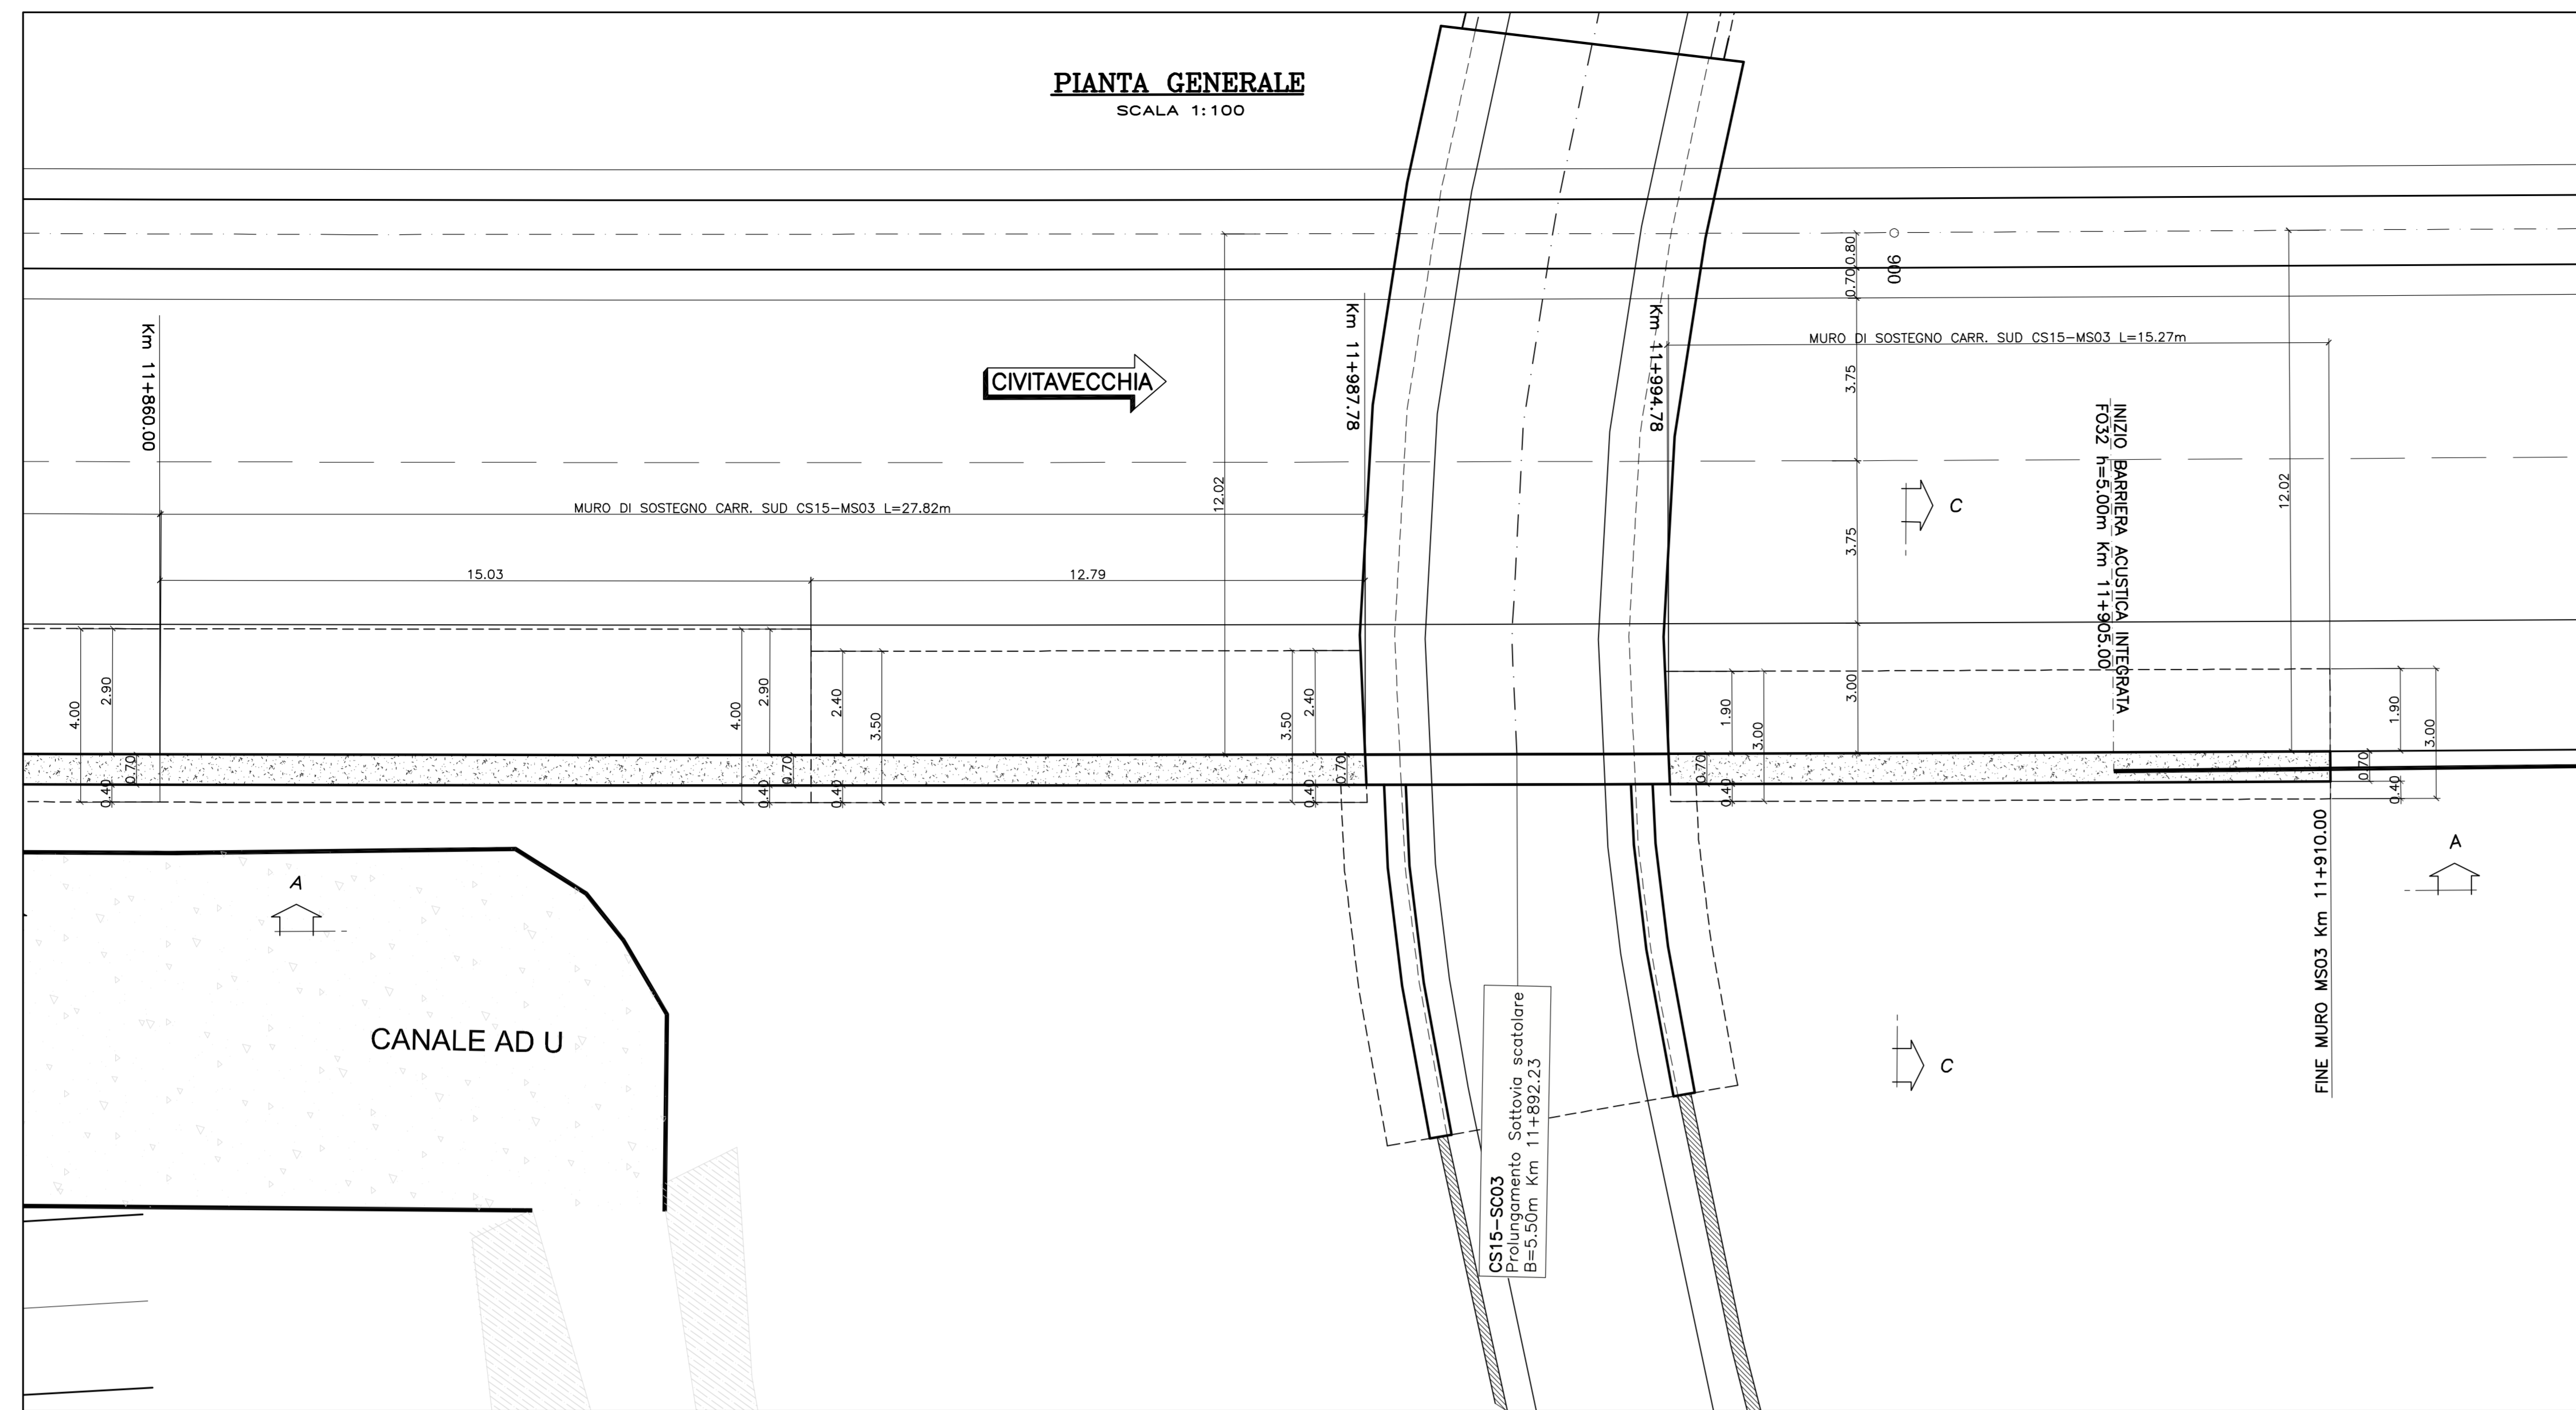 PIANTA GENERALE
SCALA 1:100
Km 11+860.00
CIVITAVECCHIA
Km 11+987.78
Km 11+994.78
0.80
0.70
900
MURO DI SOSTEGNO CARR. SUD CS15-MS03 L=15.27m
3.75
3.75
3.00
12.02
12.02
INIZIO BARRIERA ACUSTICA INTEGRATA
FO32 h=5.00m Km 11+905.00
C
MURO DI SOSTEGNO CARR. SUD CS15-MS03 L=27.82m
15.03
12.79
4.00
2.90
0.70
0.40
4.00
2.90
0.70
0.40
2.40
3.50
0.40
3.50
2.40
0.70
0.40
0.70
1.90
3.00
0.40
1.90
3.00
0.70
0.40
A
A
CANALE AD U
CS15-SC03
Prolungamento Sottovia scatolare
B=5.50m Km 11+892.23
C
FINE MURO MS03 Km 11+910.00